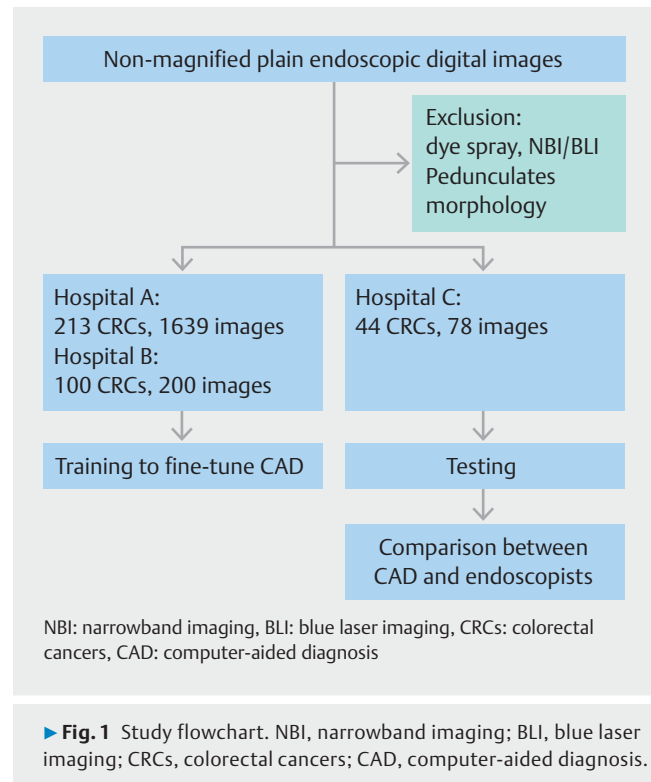 Non-magnified plain endoscopic digital images
Exclusion:
dye spray, NBI/BLI
Pedunculates
morphology
Hospital A:
213 CRCs, 1639 images
Hospital B:
100 CRCs, 200 images
Hospital C:
44 CRCs, 78 images
Training to fine-tune CAD
Testing
Comparison between
CAD and endoscopists
NBI: narrowband imaging, BLI: blue laser imaging, CRCs: colorectal
cancers, CAD: computer-aided diagnosis
▶ Fig. 1 Study flowchart. NBI, narrowband imaging; BLI, blue laser
imaging; CRCs, colorectal cancers; CAD, computer-aided diagnosis.